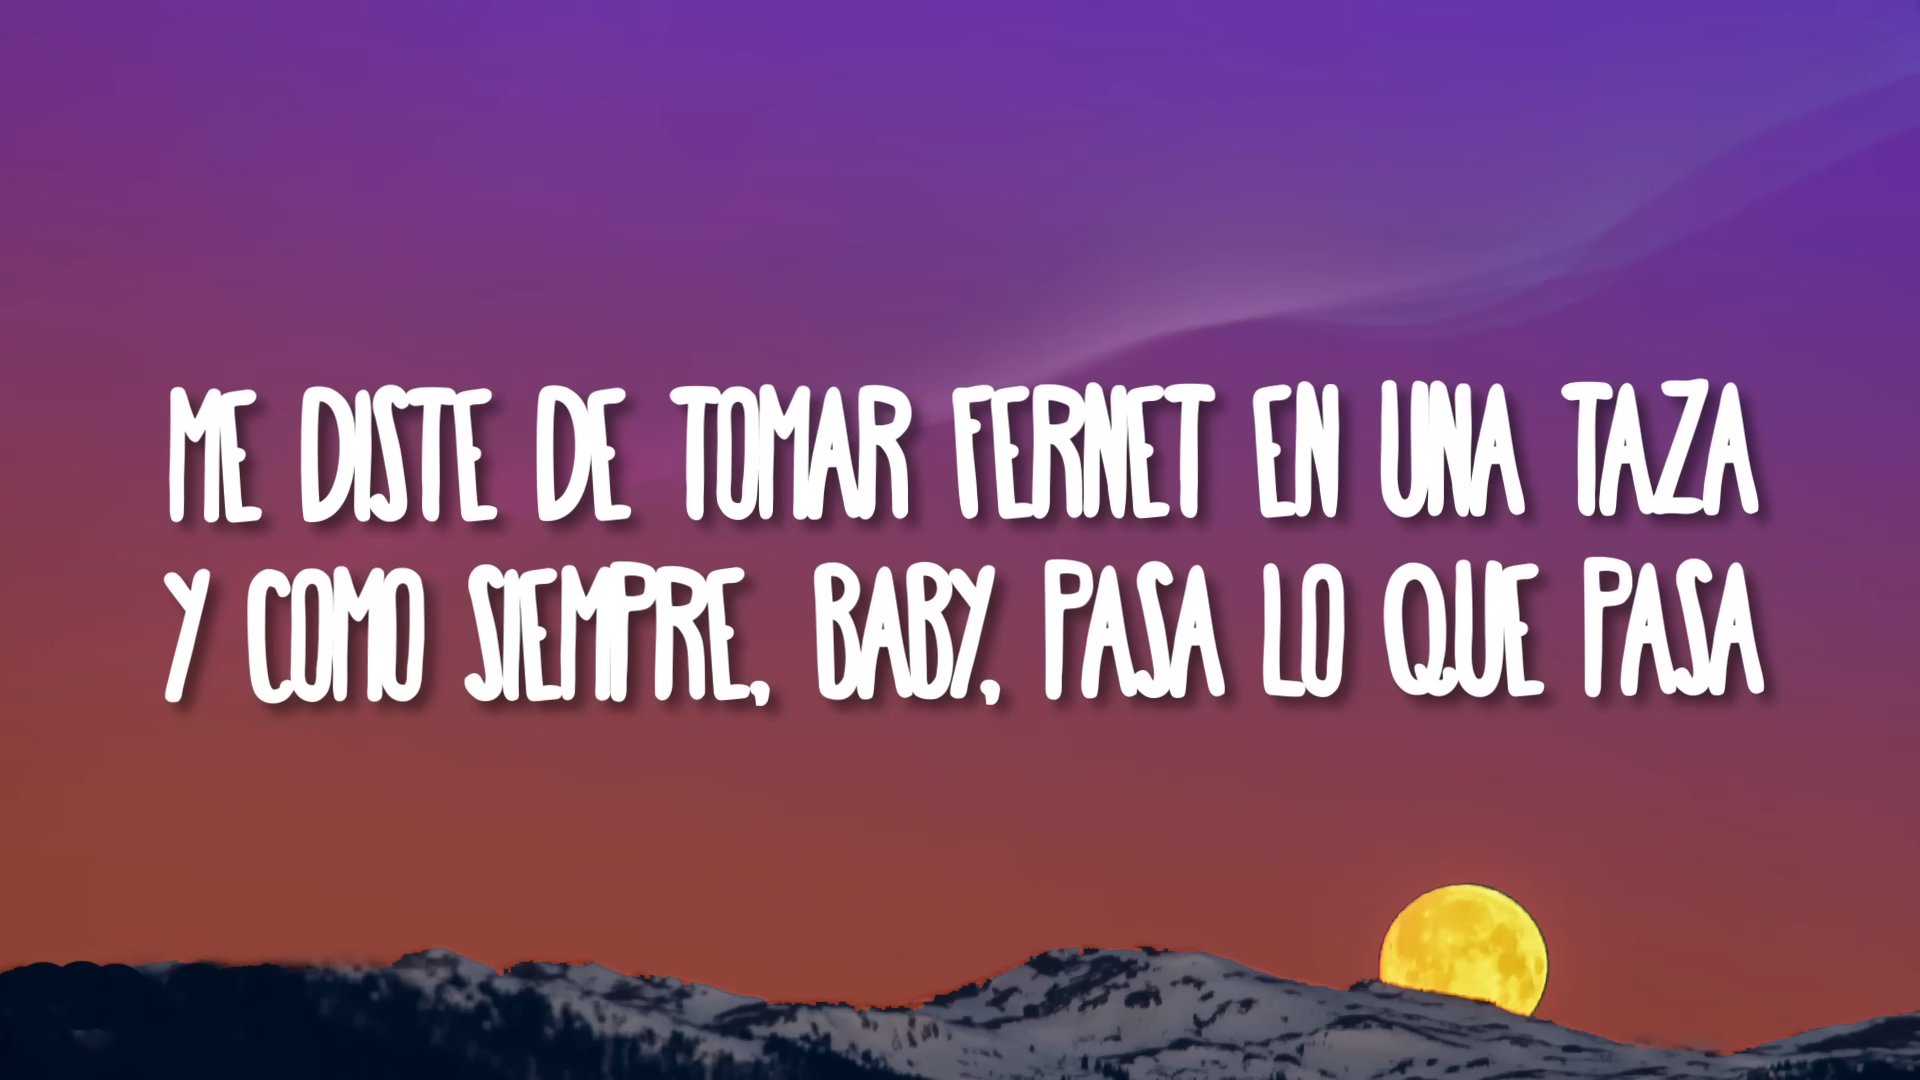 ME DISTE DE TOMAR FERNET EN UNA TAZA
Y COMO SIEMPRE, BABY, PASA LO QUE PASA